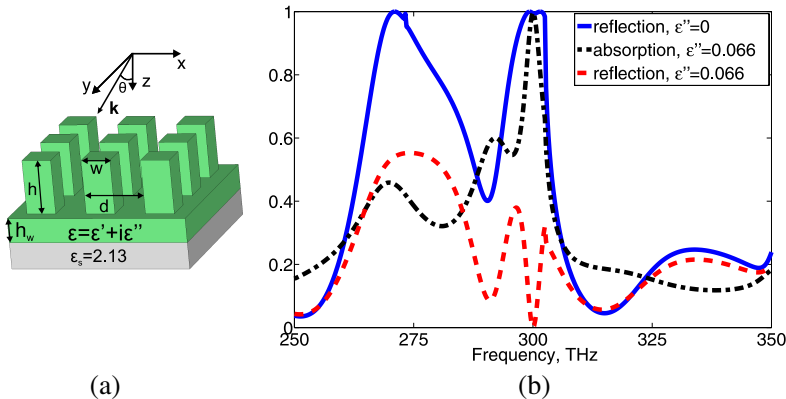 x
y
z
θ
k
w
h
d
h_w
ε=ε'+iε''
ε_s=2.13
(a)
1
0.8
0.6
0.4
0.2
0
250
275
300
325
350
Frequency, THz
reflection, ε''=0
absorption, ε''=0.066
reflection, ε''=0.066
(b)